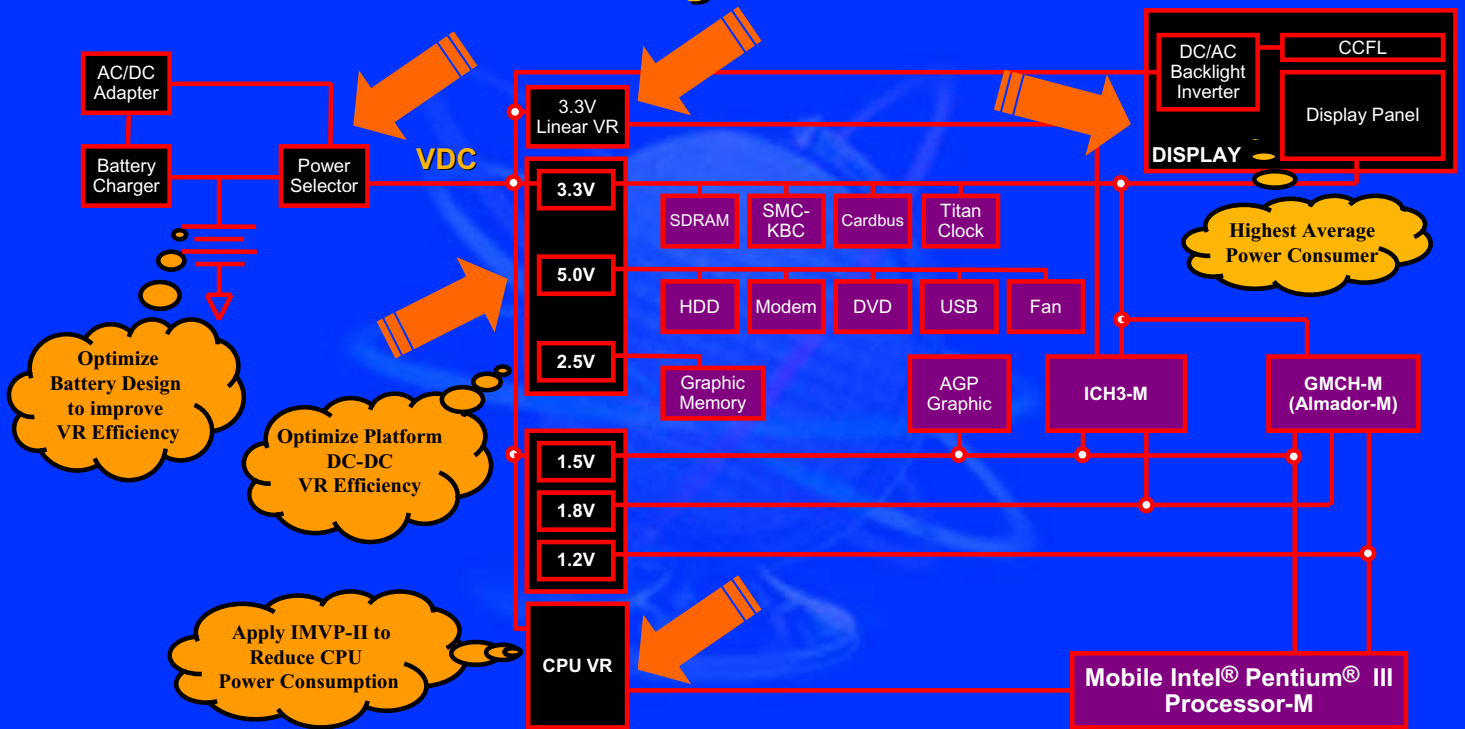 AC/DC
Adapter
Battery
Charger
Power
Selector
VDC
3.3V
Linear VR
DC/AC
Backlight
Inverter
CCFL
Display Panel
DISPLAY
Highest Average
Power Consumer
3.3V
SDRAM
SMC-
KBC
Cardbus
Titan
Clock
5.0V
HDD
Modem
DVD
USB
Fan
2.5V
Graphic
Memory
AGP
Graphic
ICH3-M
GMCH-M
(Almador-M)
Optimize
Battery Design
to improve
VR Efficiency
Optimize Platform
DC-DC
VR Efficiency
1.5V
1.8V
1.2V
Apply IMVP-II to
Reduce CPU
Power Consumption
CPU VR
Mobile Intel® Pentium® III
Processor-M